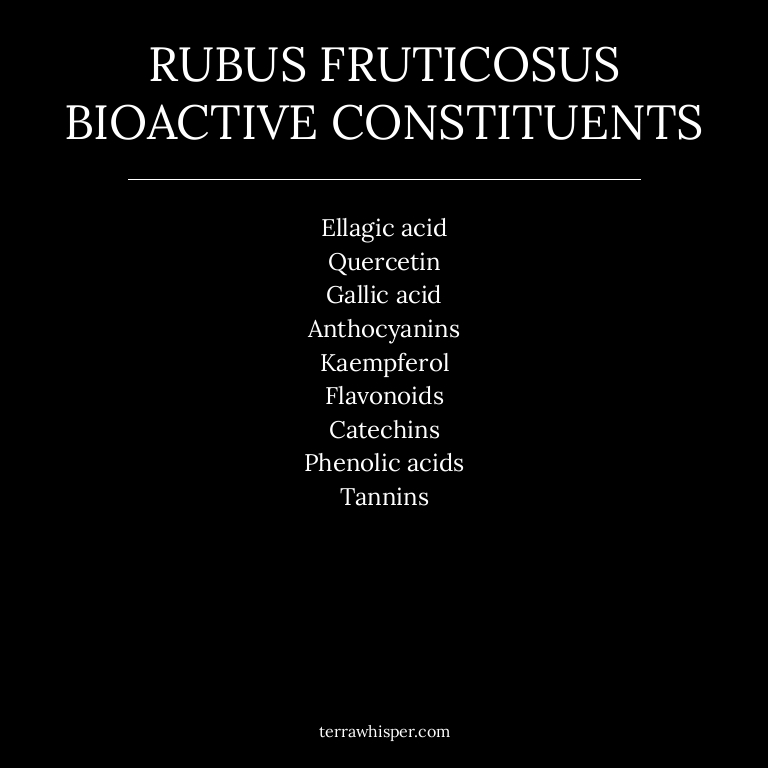 RUBUS FRUTICOSUS
BIOACTIVE CONSTITUENTS
Ellagic acid
Quercetin
Gallic acid
Anthocyanins
Kaempferol
Flavonoids
Catechins
Phenolic acids
Tannins
terrawhisper.com